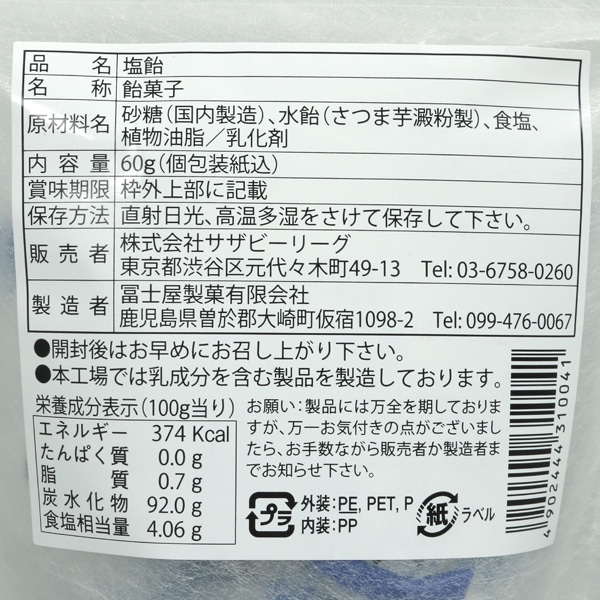 品名 塩飴
名称 飴菓子
原材料名 砂糖(国内製造)、水飴(さつま芋澱粉製)、食塩、
植物油脂/乳化剤
内容量 60g(個包装紙込)
賞味期限 枠外上部に記載
保存方法 直射日光、高温多湿をさけて保存して下さい。
販売者 株式会社サザビーリーグ
東京都渋谷区元代々木町49-13 Tel: 03-6758-0260
製造者 冨士屋製菓有限会社
鹿児島県曽於郡大崎町仮宿1098-2 Tel: 099-476-0067
●開封後はお早めにお召し上がり下さい。
●本工場では乳成分を含む製品を製造しております。
栄養成分表示(100g当り)
エネルギー 374 Kcal
たんぱく質 0.0 g
脂質 0.7 g
炭水化物 92.0 g
食塩相当量 4.06 g
お願い:製品には万全を期しておりま
すが、万一お気付きの点がございまし
たら、お手数ながら販売者か製造者ま
でお知らせ下さい。
プラ 外装:PE, PET, P
内装:PP
紙 ラベル
4902444310041